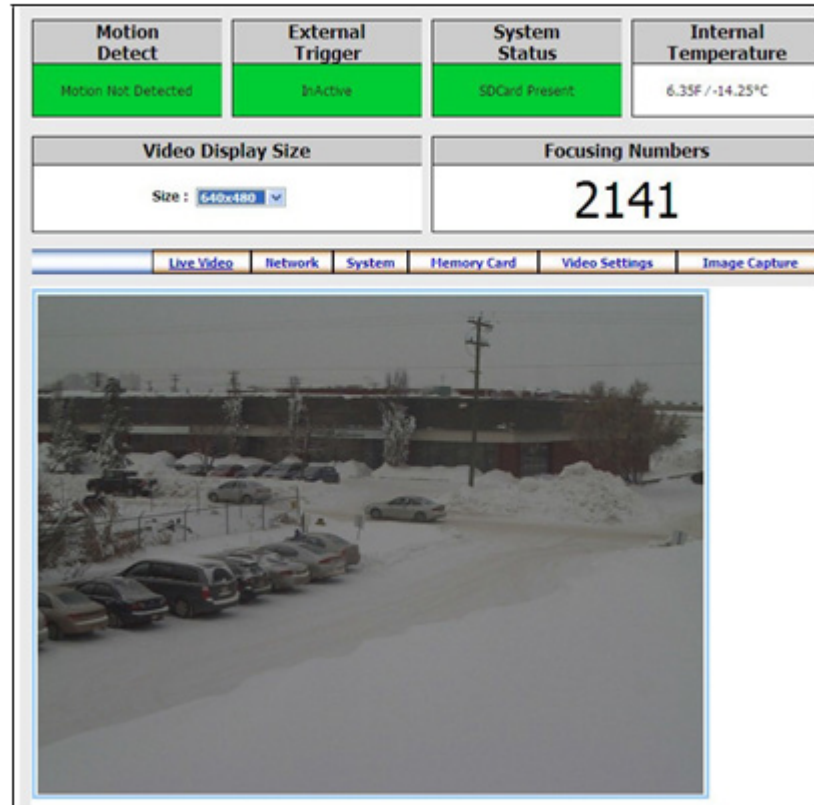 Motion Detect
External Trigger
System Status
Internal Temperature
Motion Not Detected
InActive
SDCard Present
6.35F / -14.25°C
Video Display Size
Focusing Numbers
Size : 640x480
2141
Live Video
Network
System
Memory Card
Video Settings
Image Capture